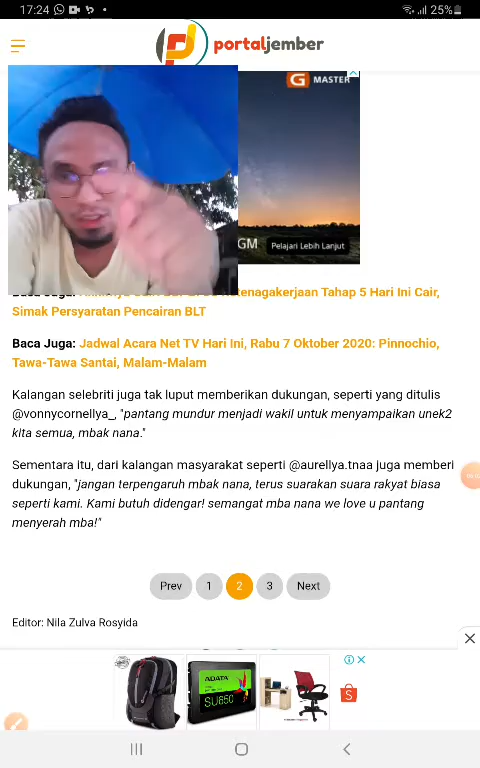 17:24
25%
portaljember
MASTER
GM
Pelajari Lebih Lanjut
Tahap 5 Hari Ini Cair,
Simak Persyaratan Pencairan BLT
Baca Juga: Jadwal Acara Net TV Hari Ini, Rabu 7 Oktober 2020: Pinnochio,
Tawa-Tawa Santai, Malam-Malam
Kalangan selebriti juga tak luput memberikan dukungan, seperti yang ditulis
@vonnycornellya_, "pantang mundur menjadi wakil untuk menyampaikan unek2
kita semua, mbak nana."
Sementara itu, dari kalangan masyarakat seperti @aurellya.tnaa juga memberi
dukungan, "jangan terpengaruh mbak nana, terus suarakan suara rakyat biasa
seperti kami. Kami butuh didengar! semangat mba nana we love u pantang
menyerah mba!"
Prev 1 2 3 Next
Editor: Nila Zulva Rosyida
ADATA
SU650